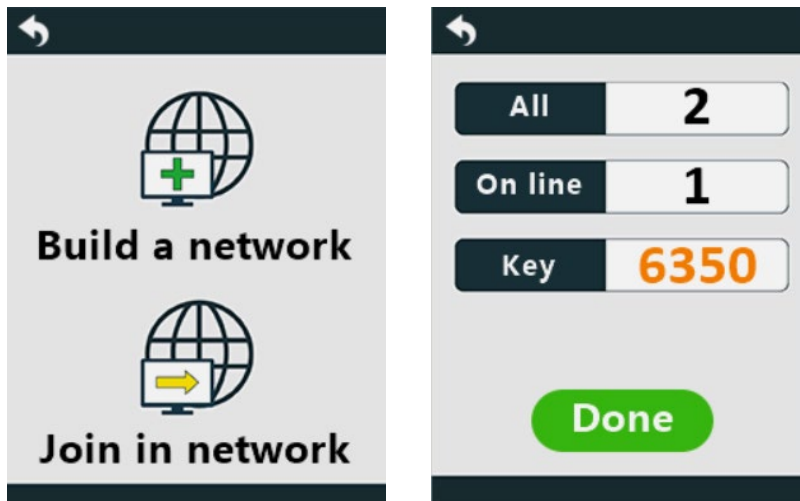 Build a network
Join in network
All 2
On line 1
Key 6350
Done